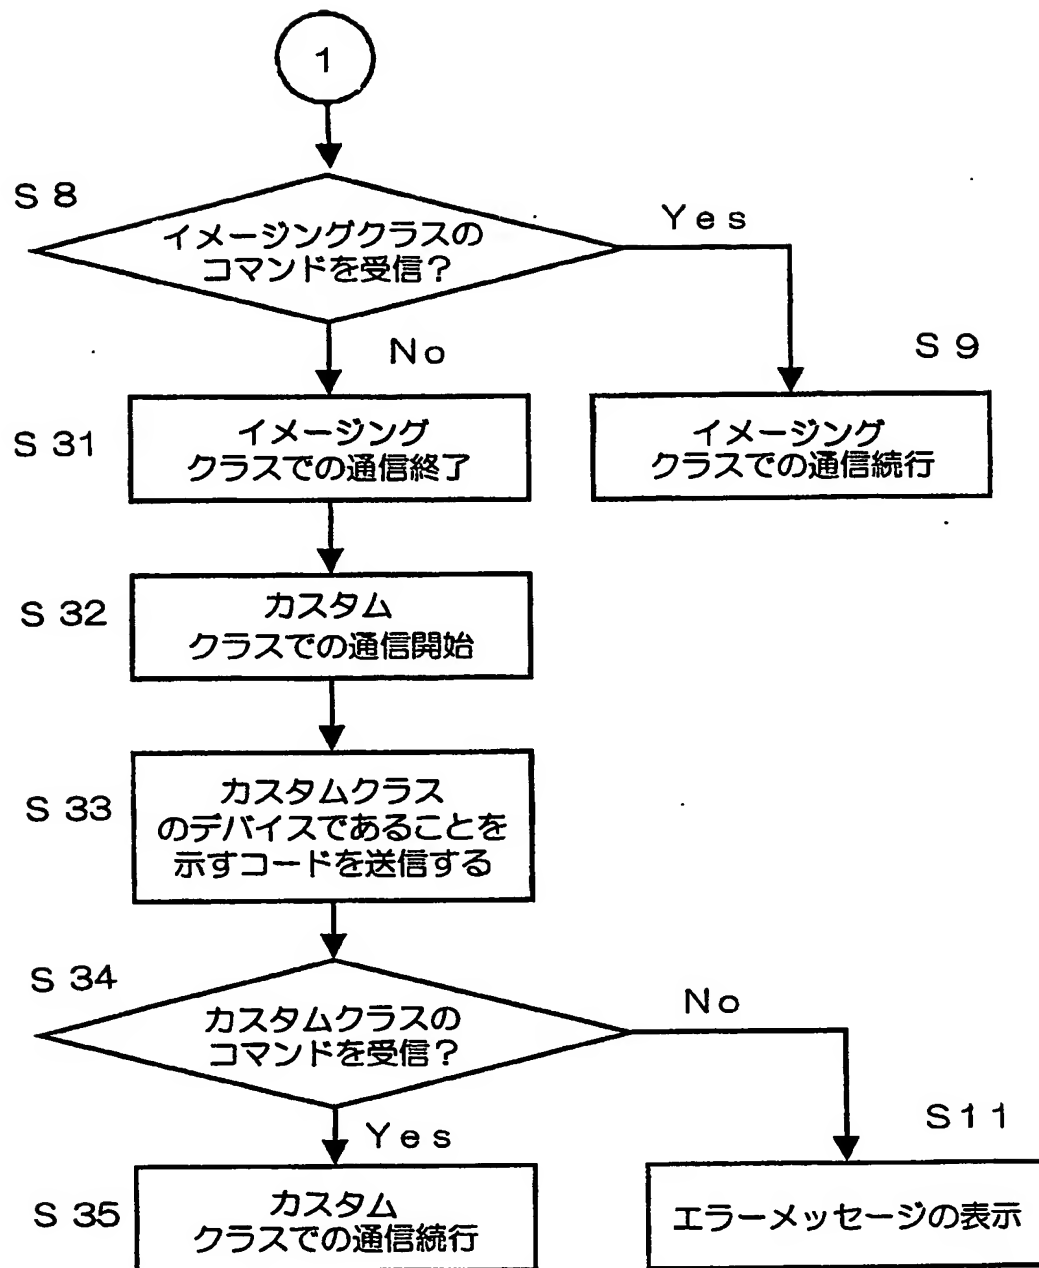 1
S 8
イメージングクラスの
コマンドを受信？
Yes
No
S 9
S 31
イメージング
クラスでの通信終了
イメージング
クラスでの通信続行
S 32
カスタム
クラスでの通信開始
S 33
カスタムクラス
のデバイスであることを
示すコードを送信する
S 34
カスタムクラスの
コマンドを受信？
No
Yes
S11
S 35
カスタム
クラスでの通信続行
エラーメッセージの表示